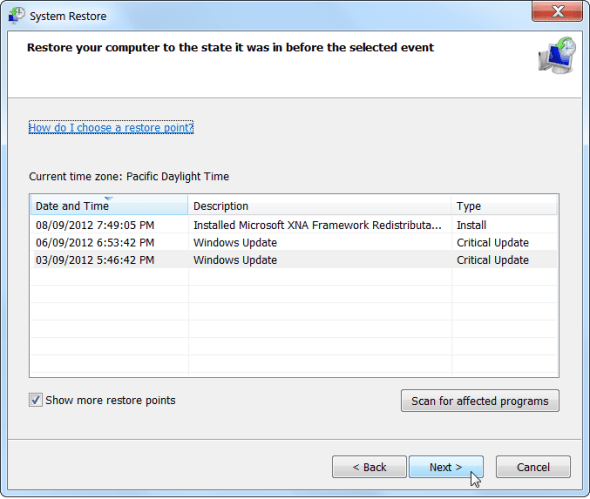 System Restore
Restore your computer to the state it was in before the selected event
How do I choose a restore point?
Current time zone: Pacific Daylight Time
Date and Time Description Type
08/09/2012 7:49:05 PM Installed Microsoft XNA Framework Redistributa... Install
06/09/2012 6:53:42 PM Windows Update Critical Update
03/09/2012 5:46:42 PM Windows Update Critical Update
Show more restore points Scan for affected programs
< Back Next > Cancel